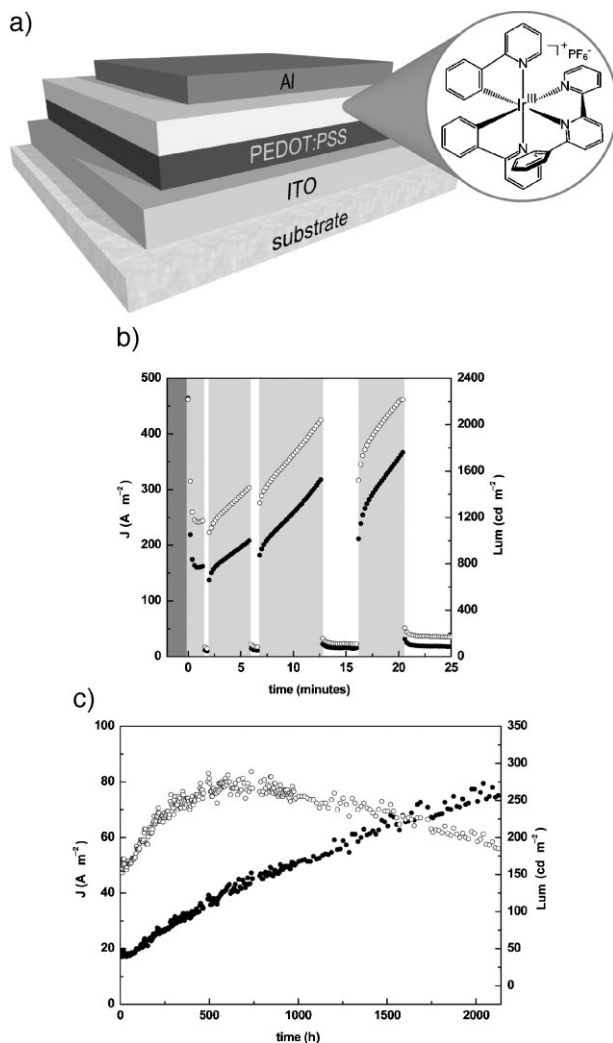 a)
Al
PEDOT:PSS
ITO
substrate
N
Ir III
N
N
N
⁺ PF₆⁻
b)
500
400
300
200
100
50
0
J (A m⁻²)
2400
2000
1600
1200
800
400
200
0
Lum (cd m⁻²)
0 5 10 15 20 25
time (minutes)
c)
100
80
60
40
20
0
J (A m⁻²)
350
300
250
200
150
100
50
0
Lum (cd m⁻²)
0 500 1000 1500 2000
time (h)